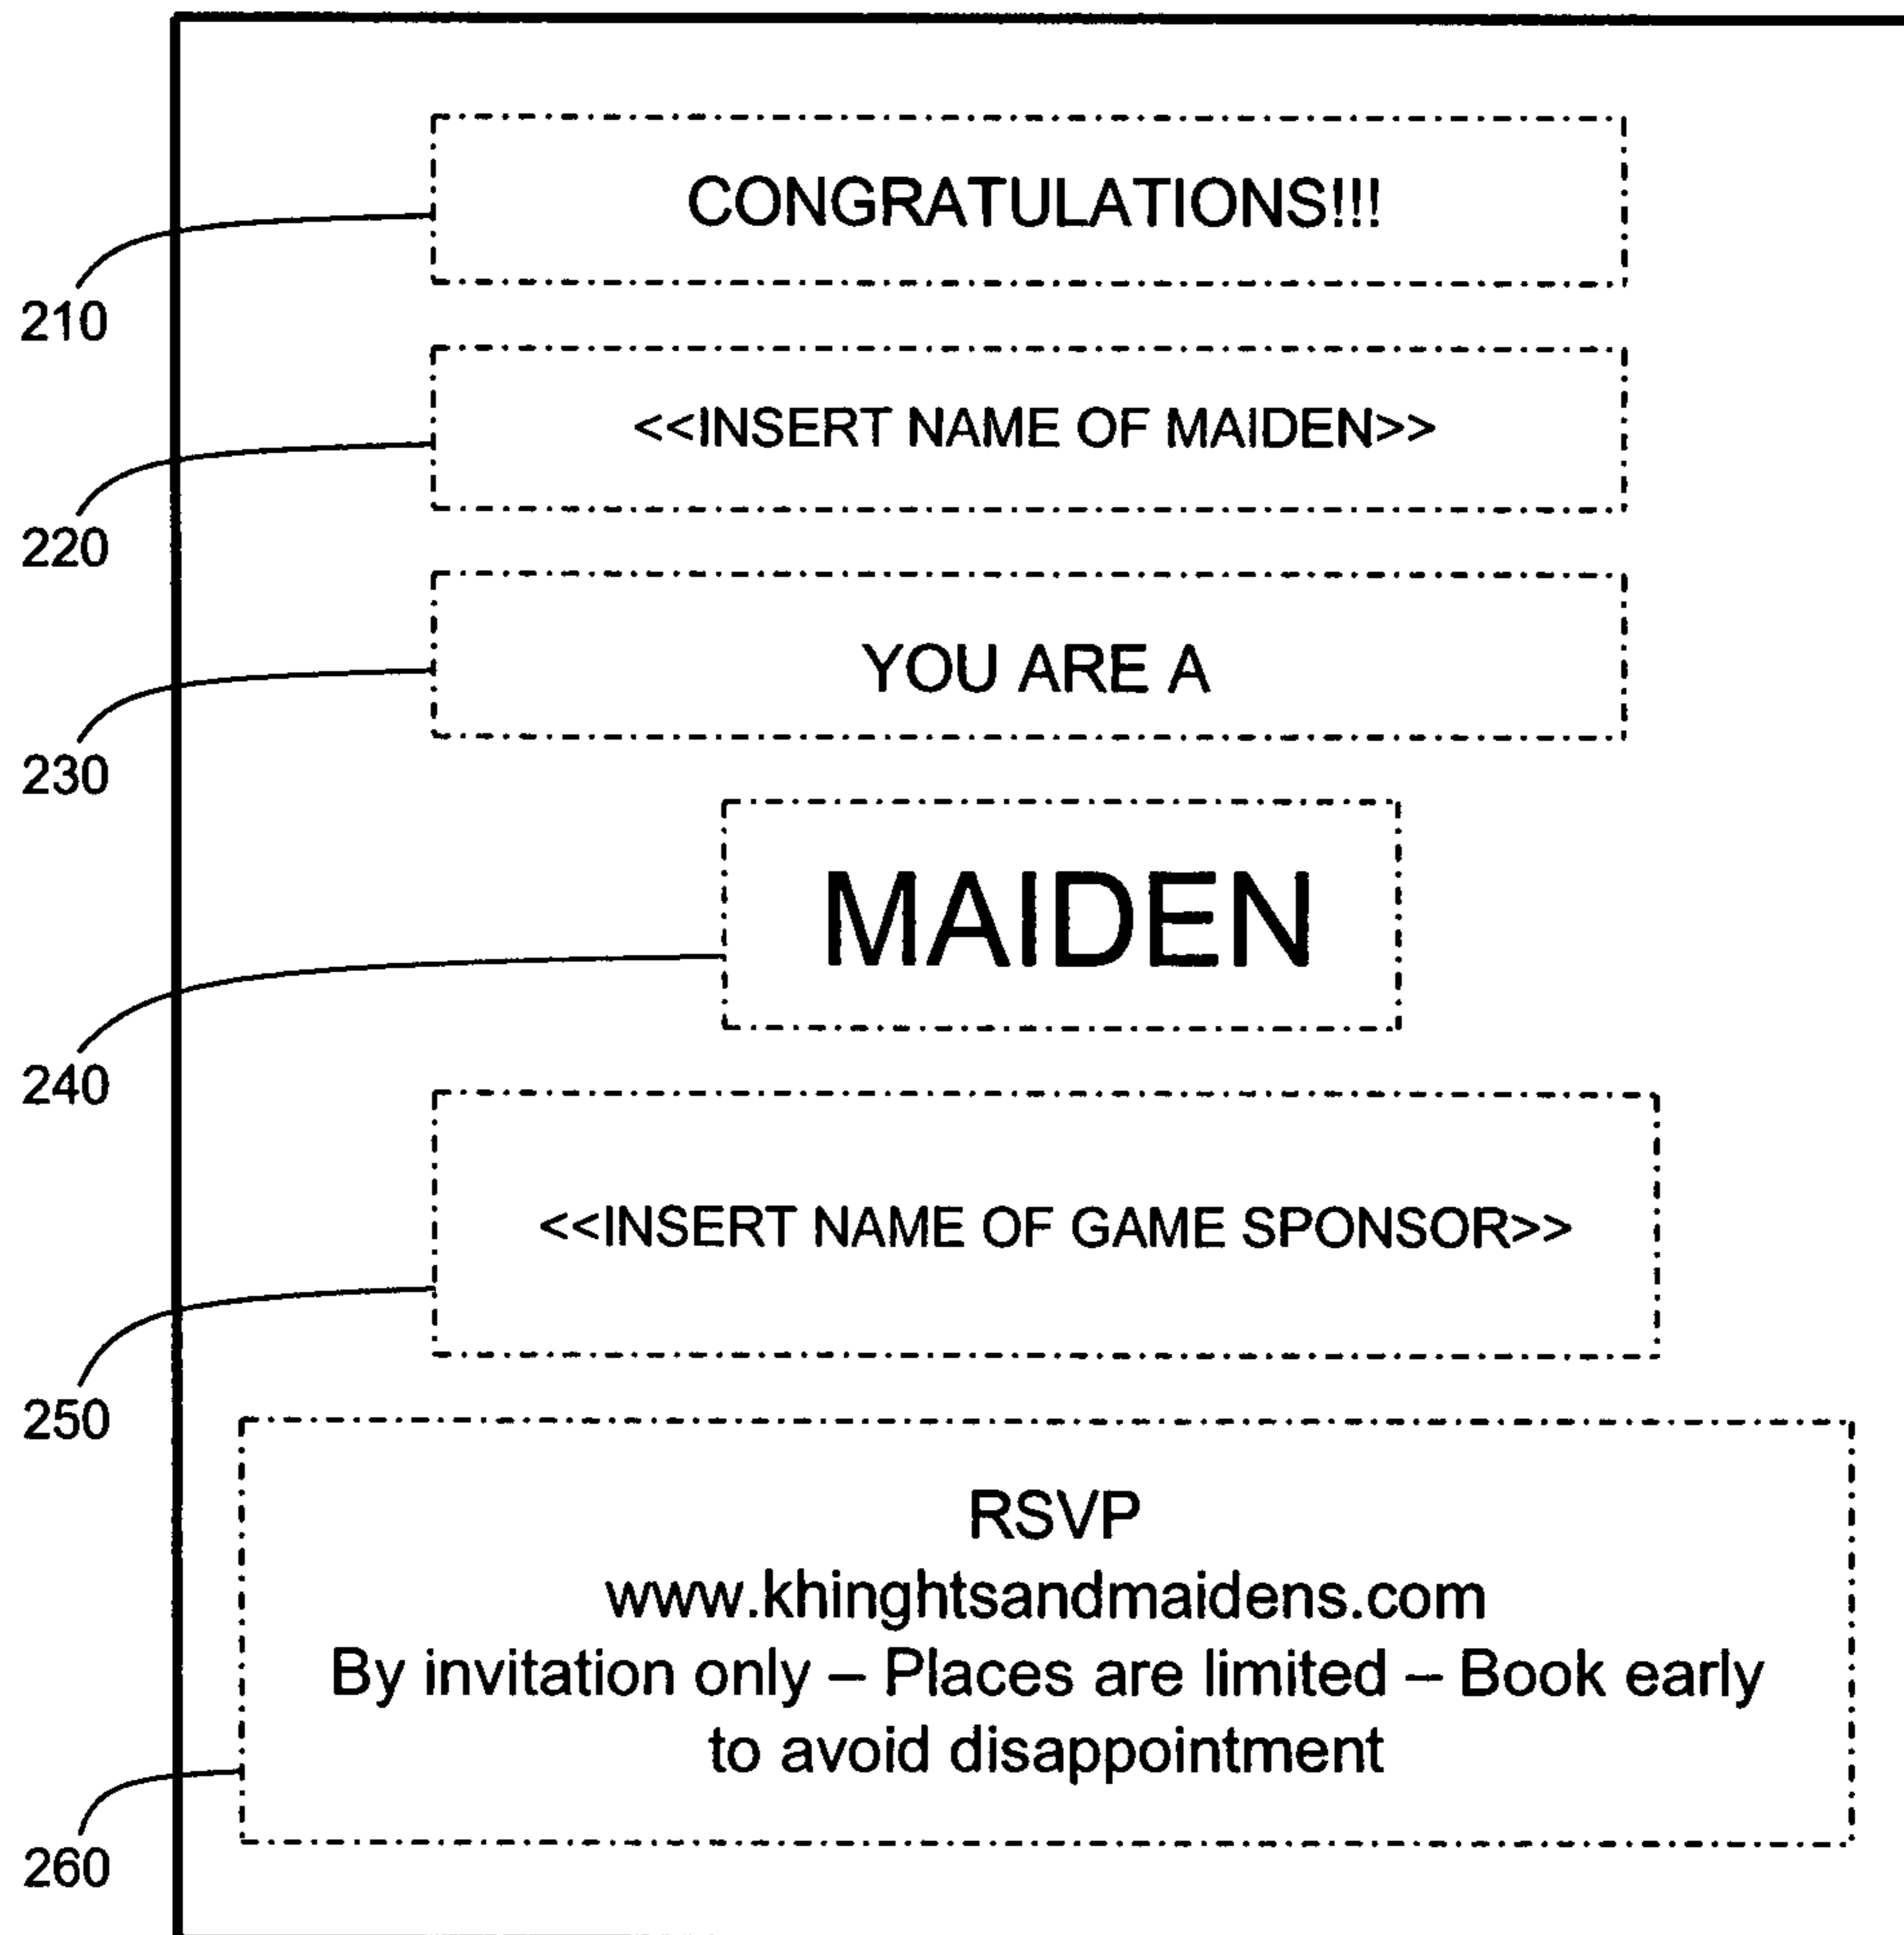 CONGRATULATIONS!!!
210
<<INSERT NAME OF MAIDEN>>
220
YOU ARE A
230
MAIDEN
240
<<INSERT NAME OF GAME SPONSOR>>
250
RSVP
www.khinghtsandmaidens.com
By invitation only – Places are limited – Book early
to avoid disappointment
260